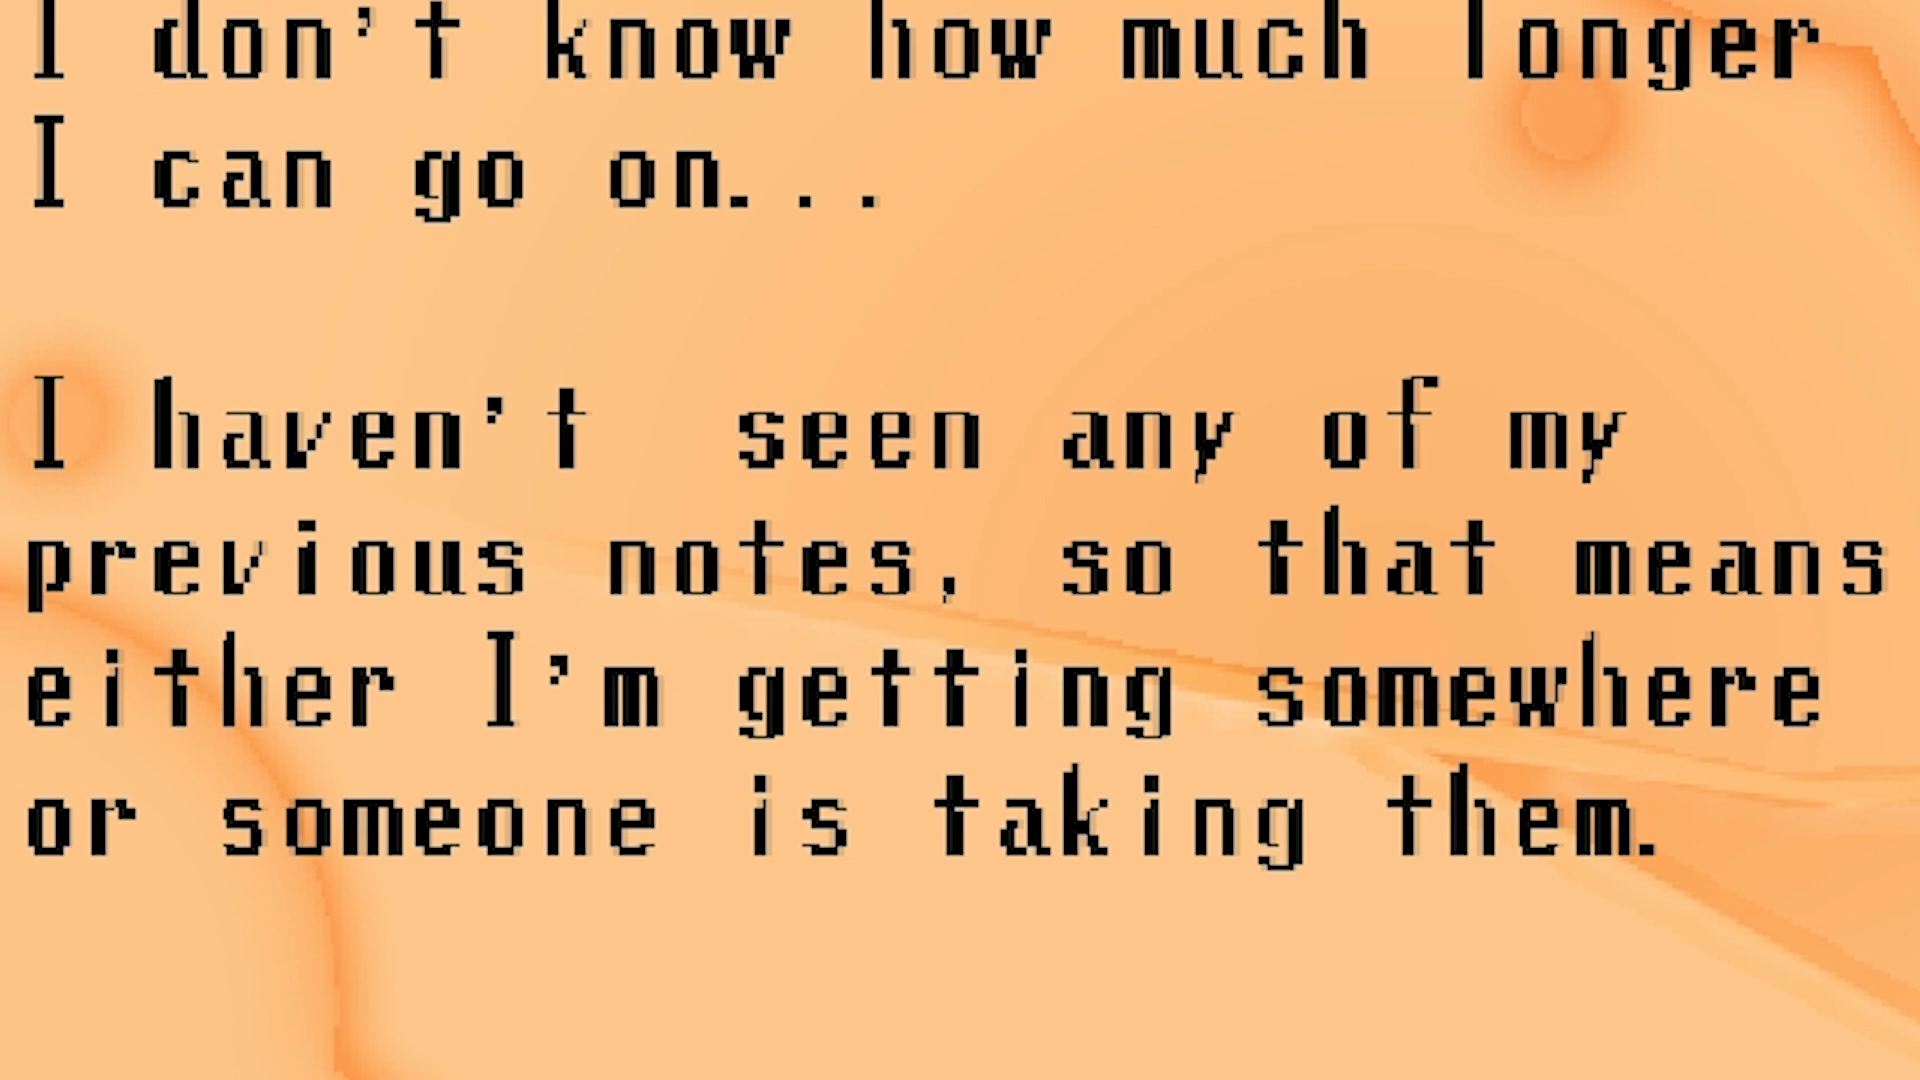 I don't know how much longer
I can go on...
I haven't  seen any of my
previous notes, so that means
either I'm getting somewhere
or someone is taking them.